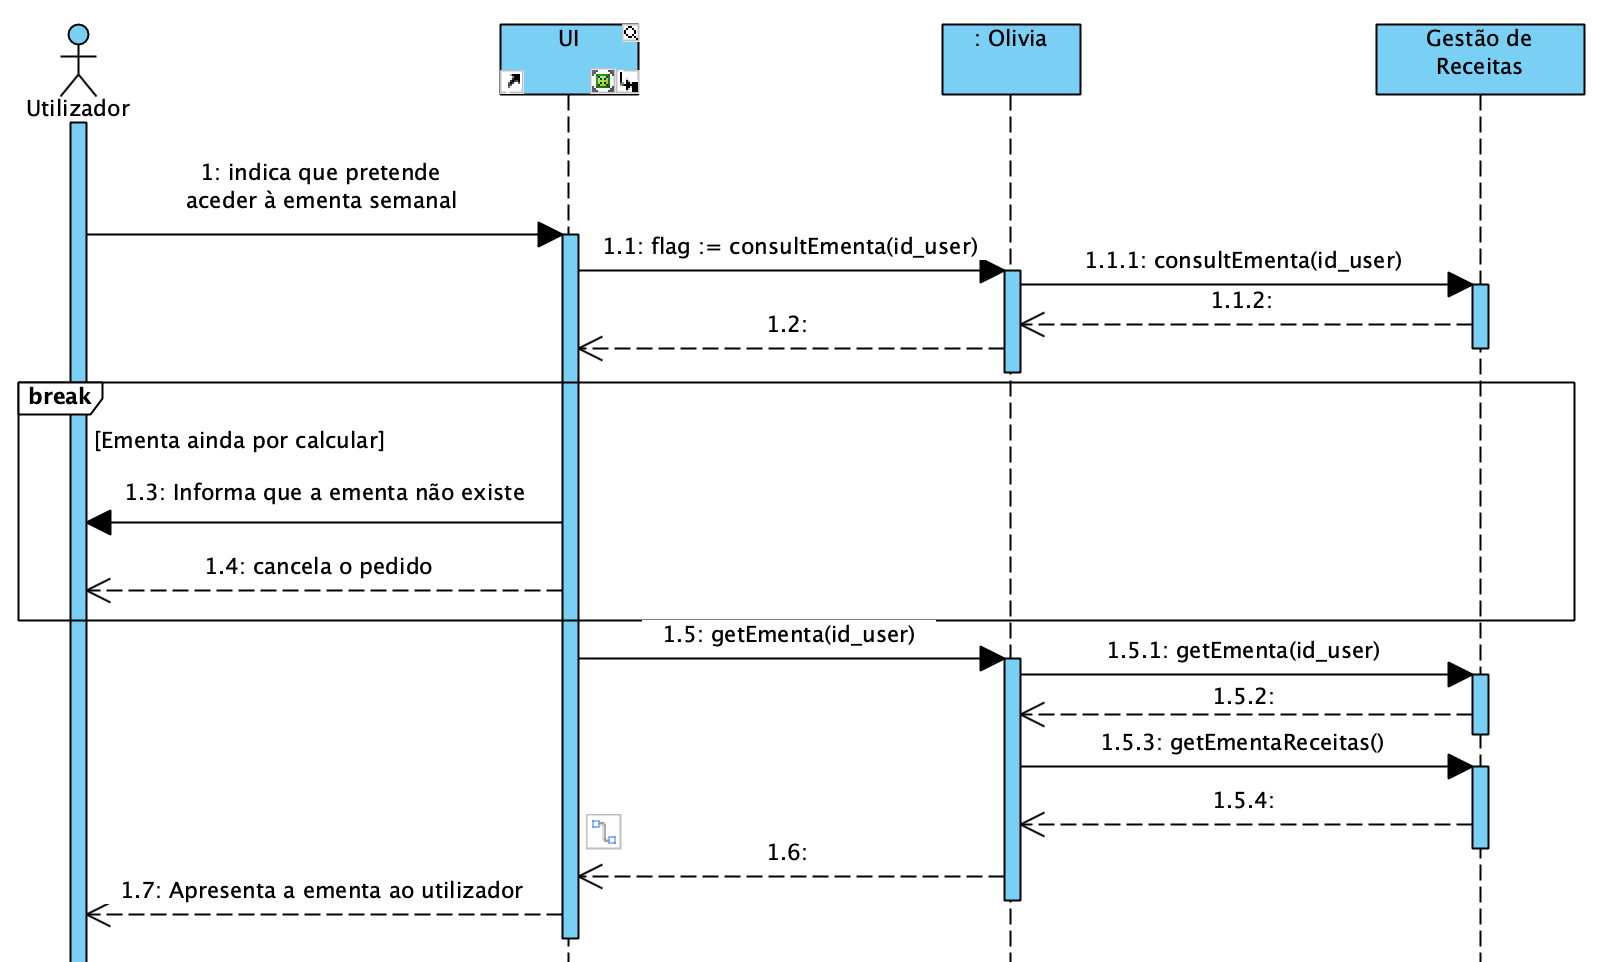 UI
: Olivia
Gestão de
Receitas
Utilizador
1: indica que pretende
aceder à ementa semanal
1.1: flag := consultEmenta(id_user)
1.1.1: consultEmenta(id_user)
1.1.2:
1.2:
break
[Ementa ainda por calcular]
1.3: Informa que a ementa não existe
1.4: cancela o pedido
1.5: getEmenta(id_user)
1.5.1: getEmenta(id_user)
1.5.2:
1.5.3: getEmentaReceitas()
1.5.4:
1.6:
1.7: Apresenta a ementa ao utilizador